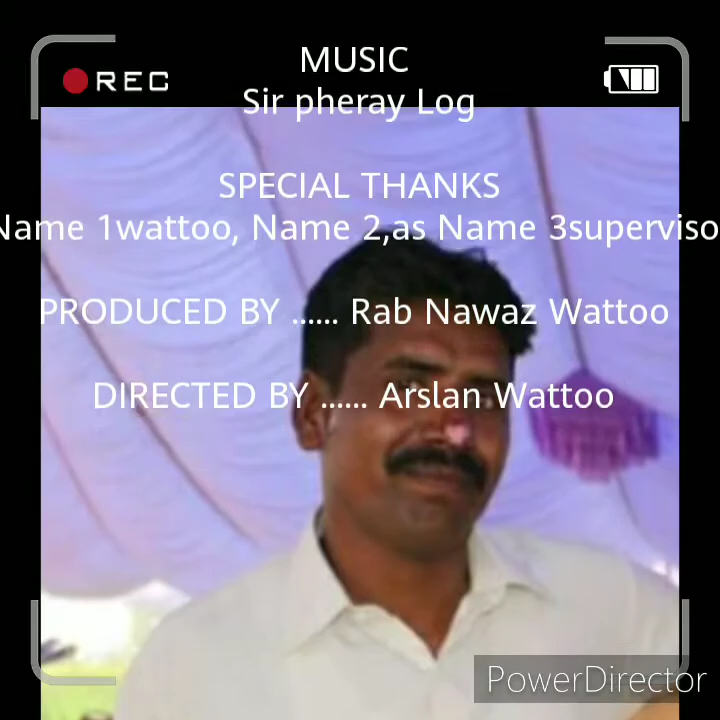 REC
MUSIC
Sir pheray Log
SPECIAL THANKS
Name 1wattoo, Name 2,as Name 3superviso
PRODUCED BY ...... Rab Nawaz Wattoo
DIRECTED BY ...... Arslan Wattoo
PowerDirector